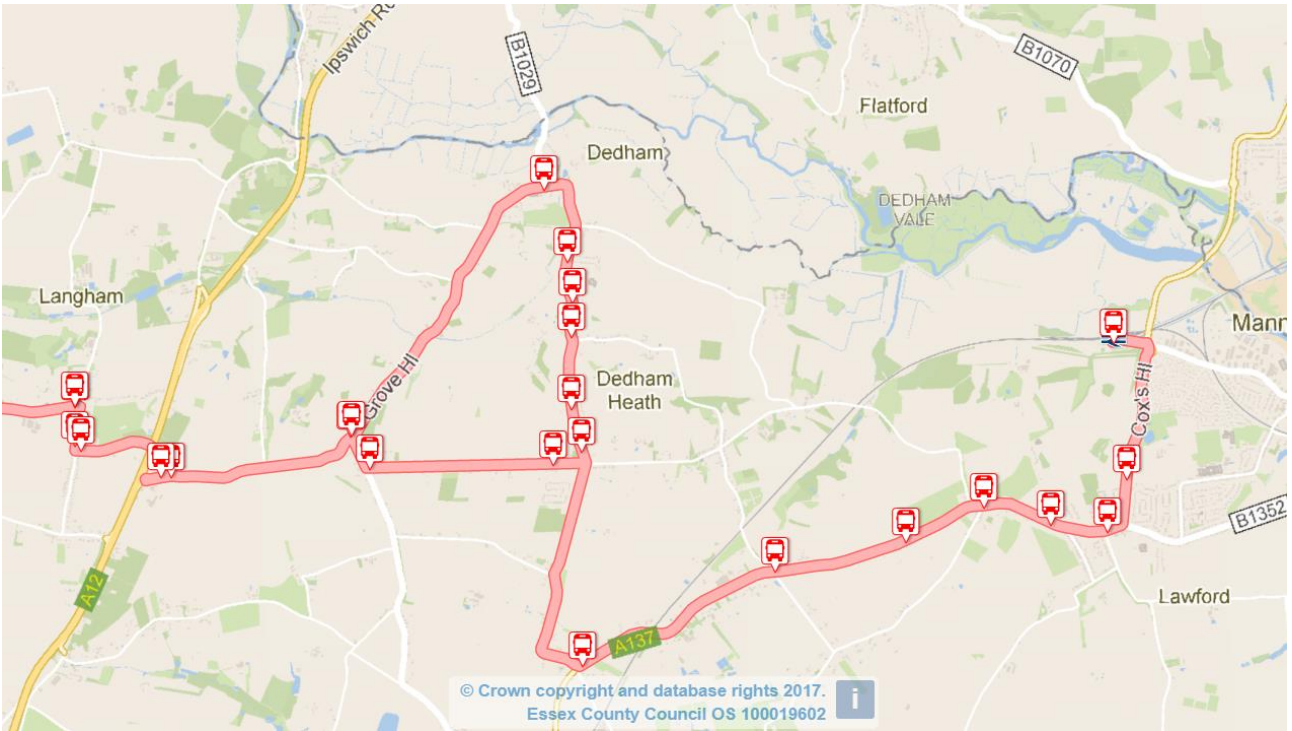 Ipswich Ro
B1029
B1070
Flatford
Dedham
DEDHAM
VALE
Langham
Mann
Grove Hl
Dedham
Heath
Cox's Hl
B1352
A12
Lawford
A137
© Crown copyright and database rights 2017.
Essex County Council OS 100019602
i